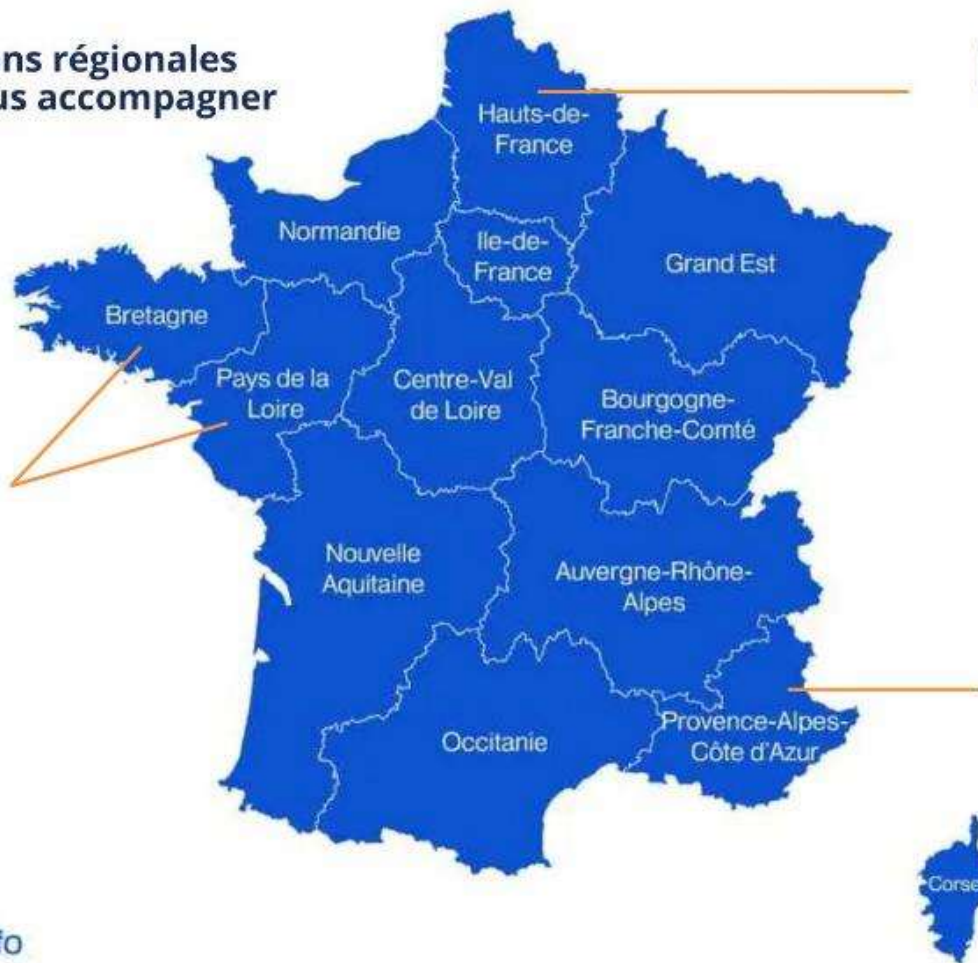 ns régionales
us accompagner
Hauts-de-
France
Normandie
Ile-de-
France
Grand Est
Bretagne
Pays de la
Loire
Centre-Val
de Loire
Bourgogne-
Franche-Comté
Nouvelle
Aquitaine
Auvergne-Rhône-
Alpes
Occitanie
Provence-Alpes-
Côte d'Azur
Corse
fo